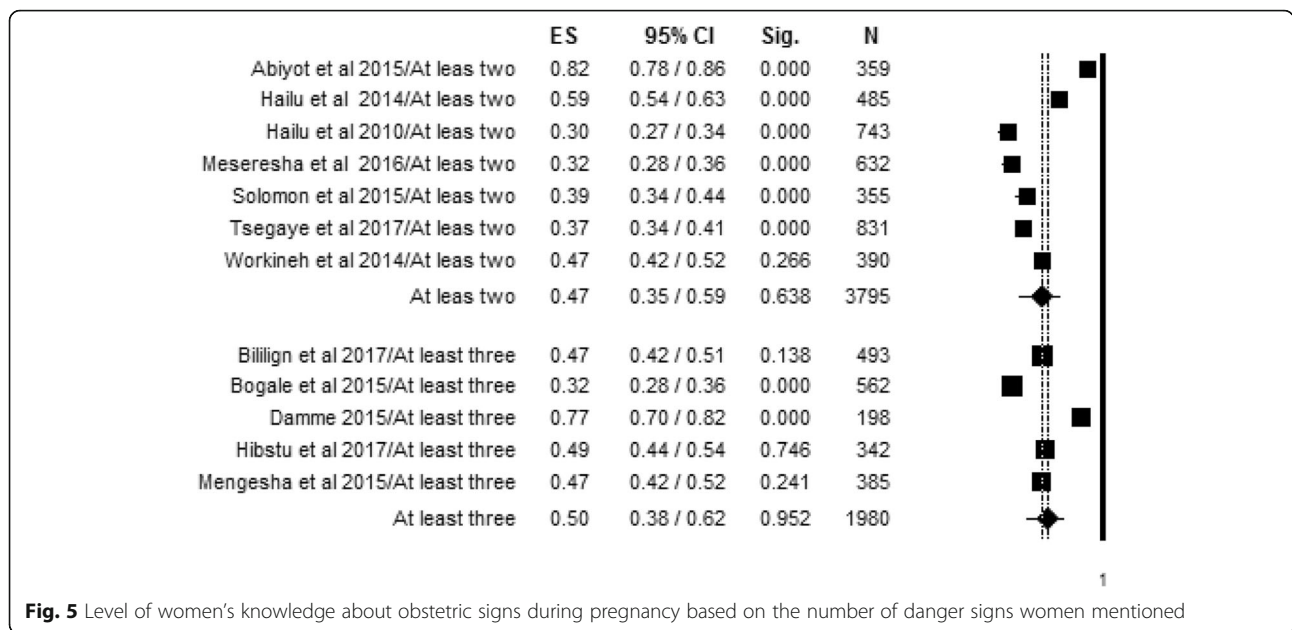 ES 95% CI Sig. N
Abiyot et al 2015/At leas two 0.82 0.78 / 0.86 0.000 359
Hailu et al 2014/At leas two 0.59 0.54 / 0.63 0.000 485
Hailu et al 2010/At leas two 0.30 0.27 / 0.34 0.000 743
Meseresha et al 2016/At leas two 0.32 0.28 / 0.36 0.000 632
Solomon et al 2015/At leas two 0.39 0.34 / 0.44 0.000 355
Tsegaye et al 2017/At leas two 0.37 0.34 / 0.41 0.000 831
Workineh et al 2014/At leas two 0.47 0.42 / 0.52 0.266 390
At leas two 0.47 0.35 / 0.59 0.638 3795
Bililign et al 2017/At least three 0.47 0.42 / 0.51 0.138 493
Bogale et al 2015/At least three 0.32 0.28 / 0.36 0.000 562
Damme 2015/At least three 0.77 0.70 / 0.82 0.000 198
Hibstu et al 2017/At least three 0.49 0.44 / 0.54 0.746 342
Mengesha et al 2015/At least three 0.47 0.42 / 0.52 0.241 385
At least three 0.50 0.38 / 0.62 0.952 1980
1
Fig. 5 Level of women's knowledge about obstetric signs during pregnancy based on the number of danger signs women mentioned